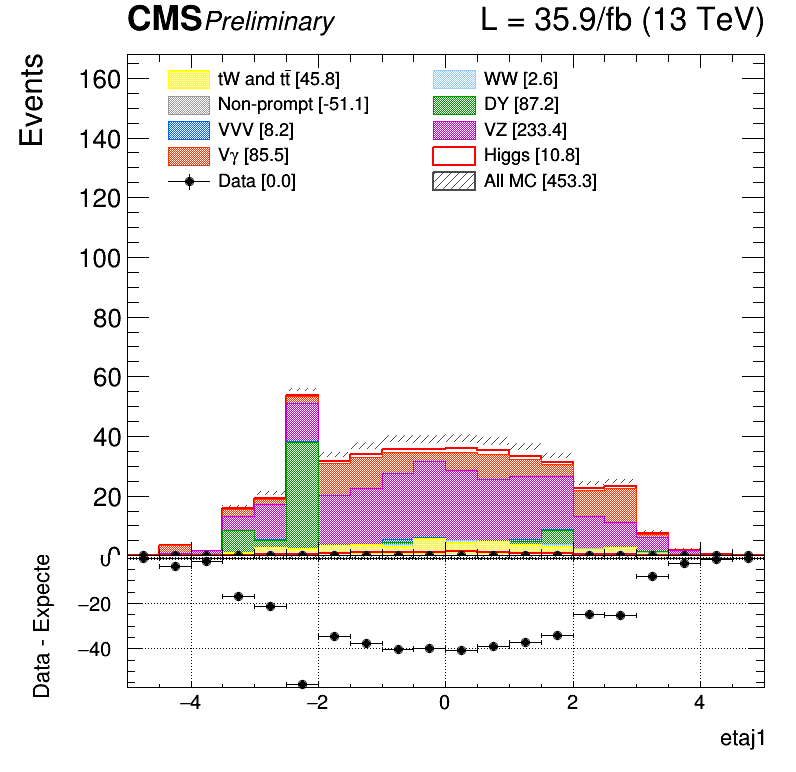 CMS Preliminary L = 35.9/fb (13 TeV)
Events
160
140
120
100
80
60
40
20
0
tW and tt̄ [45.8]
WW [2.6]
Non-prompt [-51.1]
DY [87.2]
VVV [8.2]
VZ [233.4]
Vγ [85.5]
Higgs [10.8]
Data [0.0]
All MC [453.3]
Data - Expecte
−20
−40
−4 −2 0 2 4
etaj1